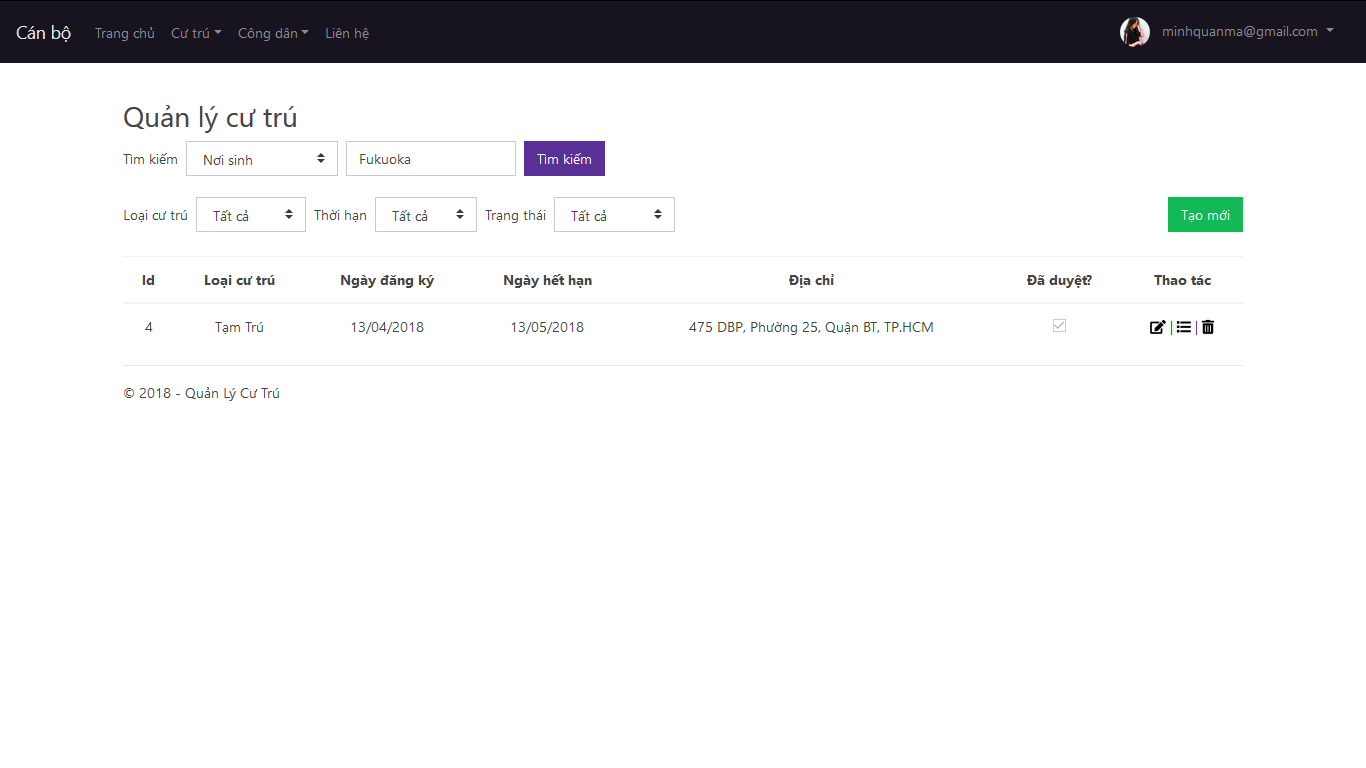 Cán bộ Trang chủ Cư trú Công dân Liên hệ minhquanma@gmail.com
Quản lý cư trú
Tìm kiếm Nơi sinh Fukuoka Tìm kiếm
Loại cư trú Tất cả Thời hạn Tất cả Trạng thái Tất cả Tạo mới
Id Loại cư trú Ngày đăng ký Ngày hết hạn Địa chỉ Đã duyệt? Thao tác
4 Tạm Trú 13/04/2018 13/05/2018 475 DBP, Phường 25, Quận BT, TP.HCM | |
© 2018 - Quản Lý Cư Trú